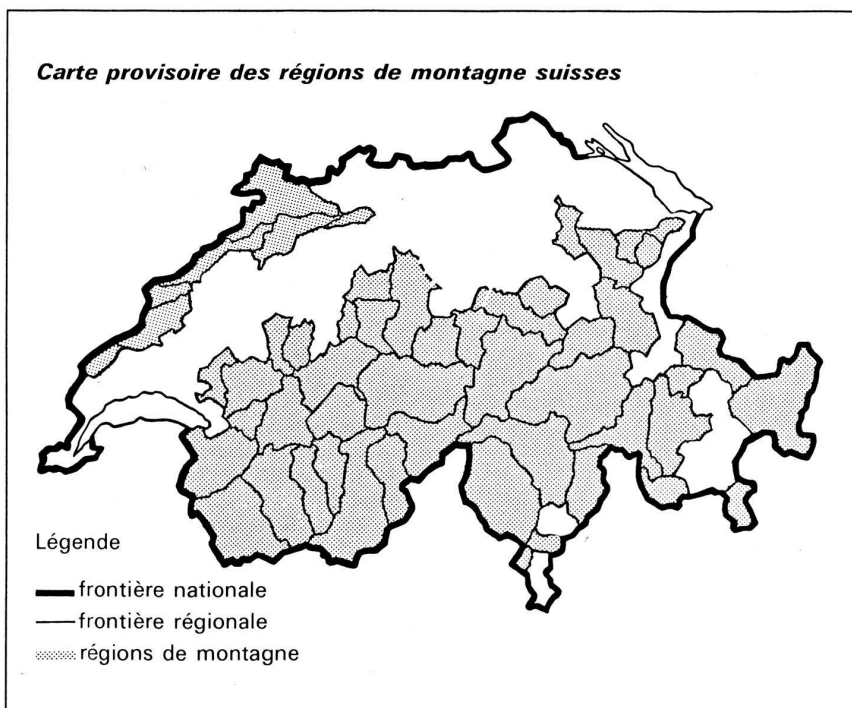 Carte provisoire des régions de montagne suisses
Légende
frontière nationale
frontière régionale
régions de montagne